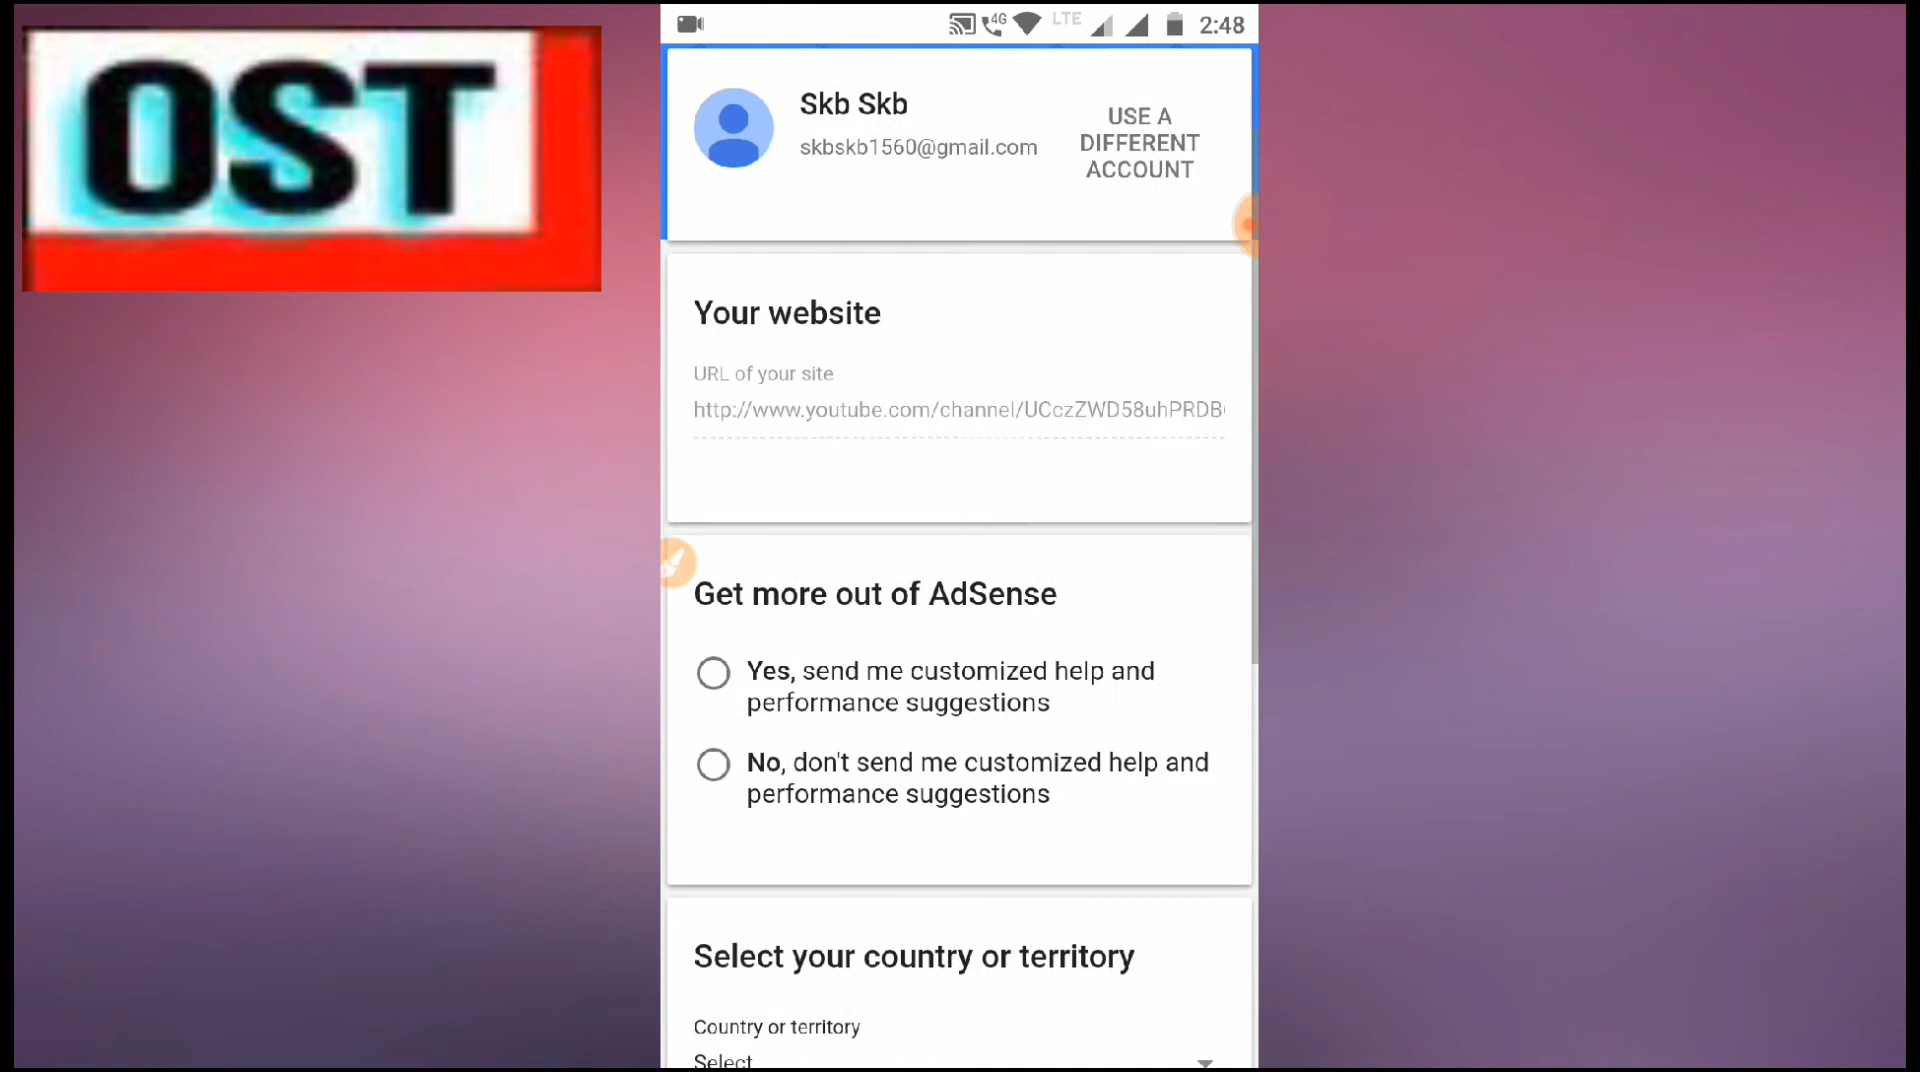 OST
4G
LTE
2:48
Skb Skb
skbskb1560@gmail.com
USE A
DIFFERENT
ACCOUNT
Your website
URL of your site
http://www.youtube.com/channel/UCczZWD58uhPRDB
Get more out of AdSense
Yes, send me customized help and
performance suggestions
No, don't send me customized help and
performance suggestions
Select your country or territory
Country or territory
Select